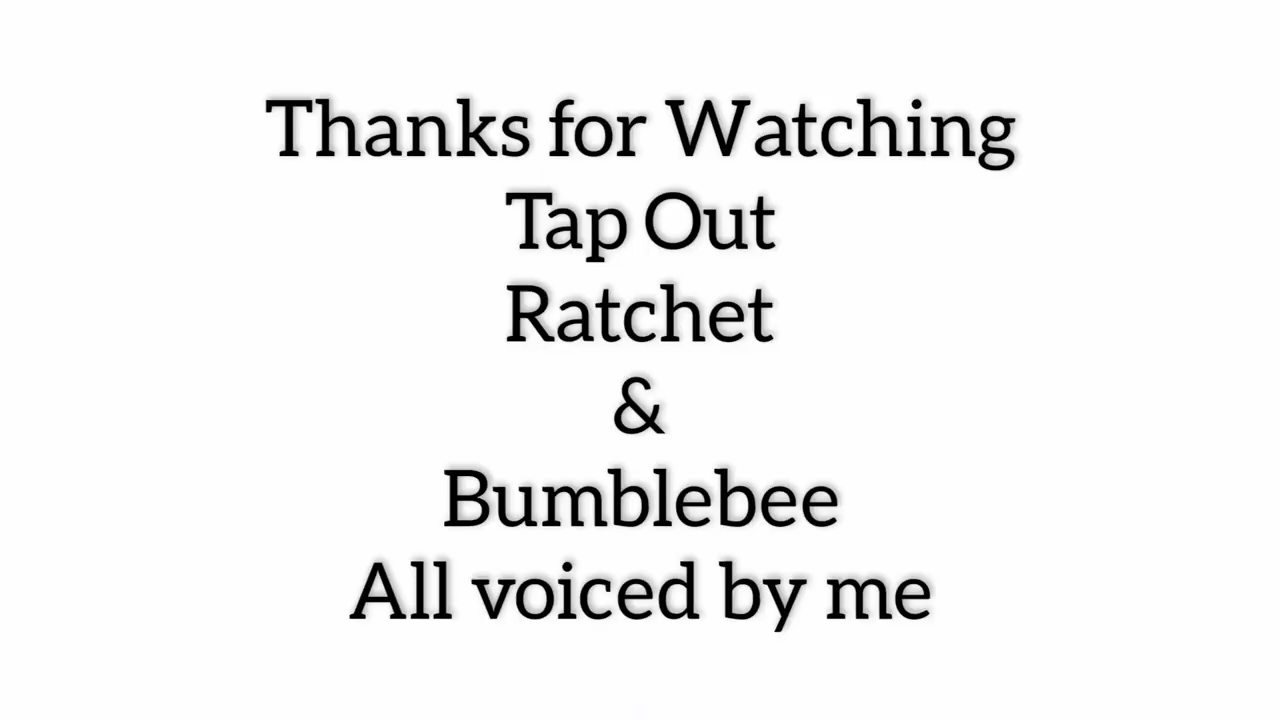 Thanks for Watching
Tap Out
Ratchet
&
Bumblebee
All voiced by me